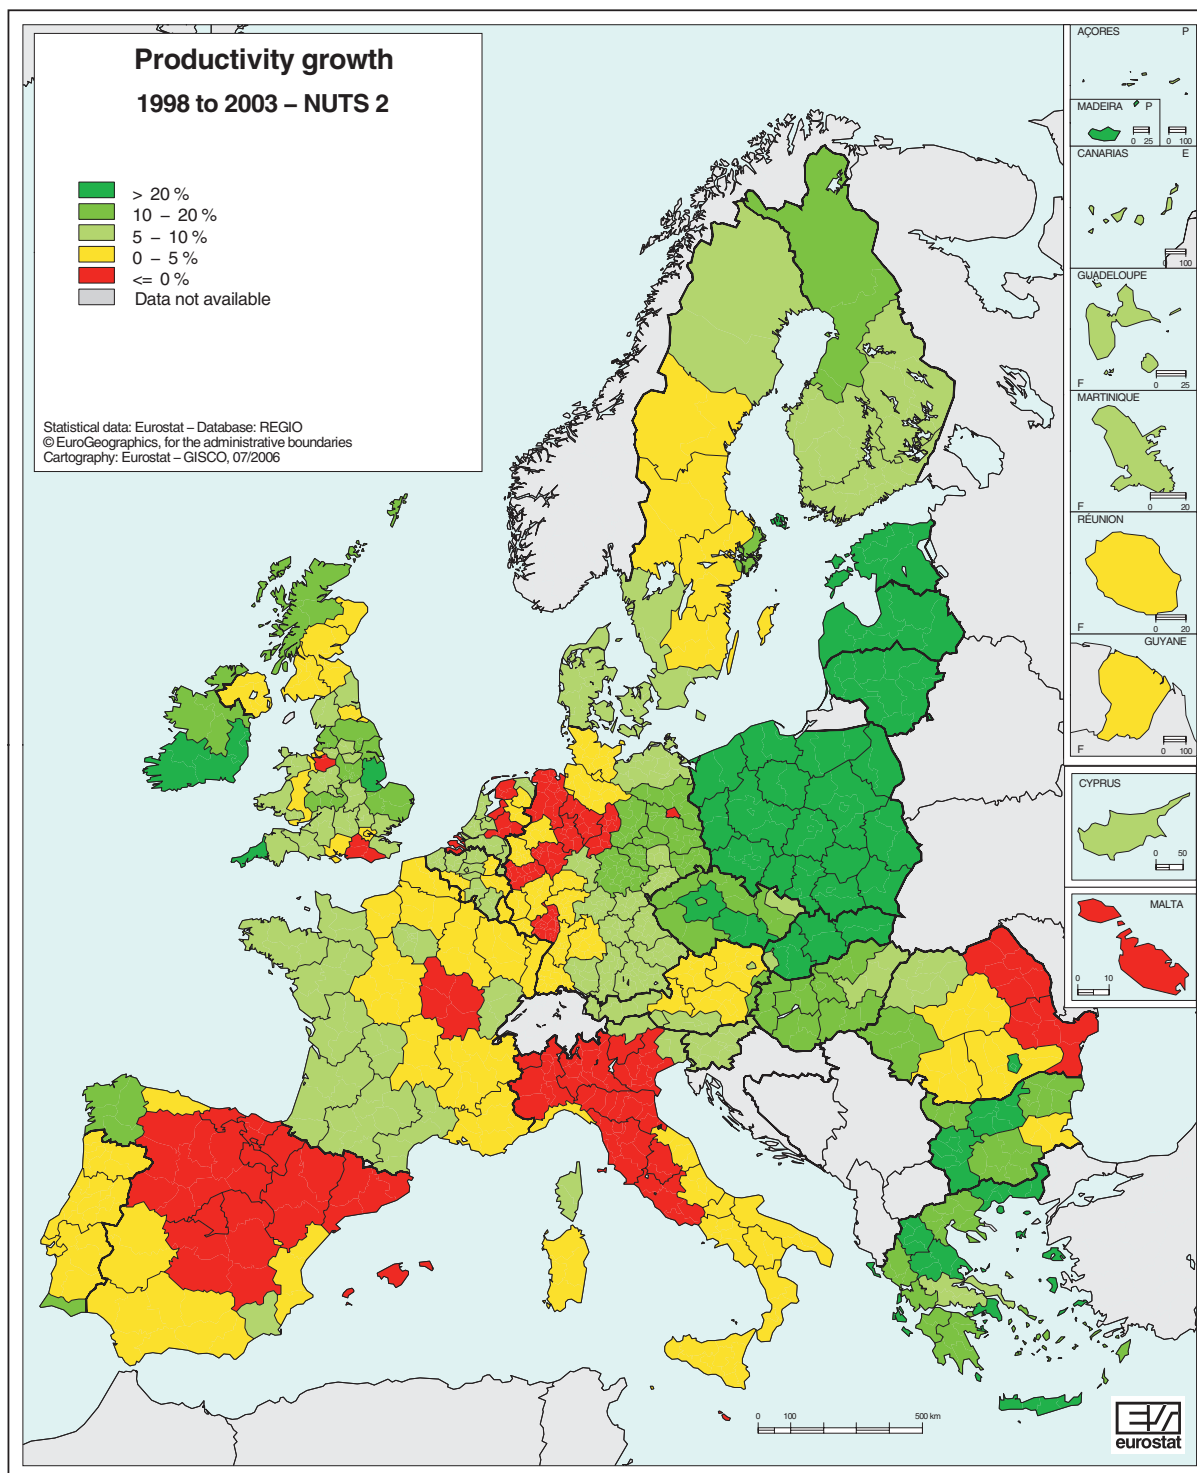 Productivity growth
1998 to 2003 – NUTS 2
> 20 %
10 – 20 %
5 – 10 %
0 – 5 %
<= 0 %
Data not available
Statistical data: Eurostat – Database: REGIO
© EuroGeographics, for the administrative boundaries
Cartography: Eurostat – GISCO, 07/2006
AÇORES P
MADEIRA P
0 25
0 100
CANARIAS E
0 100
GUADELOUPE
F
0 25
MARTINIQUE
F
0 20
RÉUNION
F
0 20
GUYANE
F
0 100
CYPRUS
0 50
MALTA
0 10
0 100 500 km
eurostat